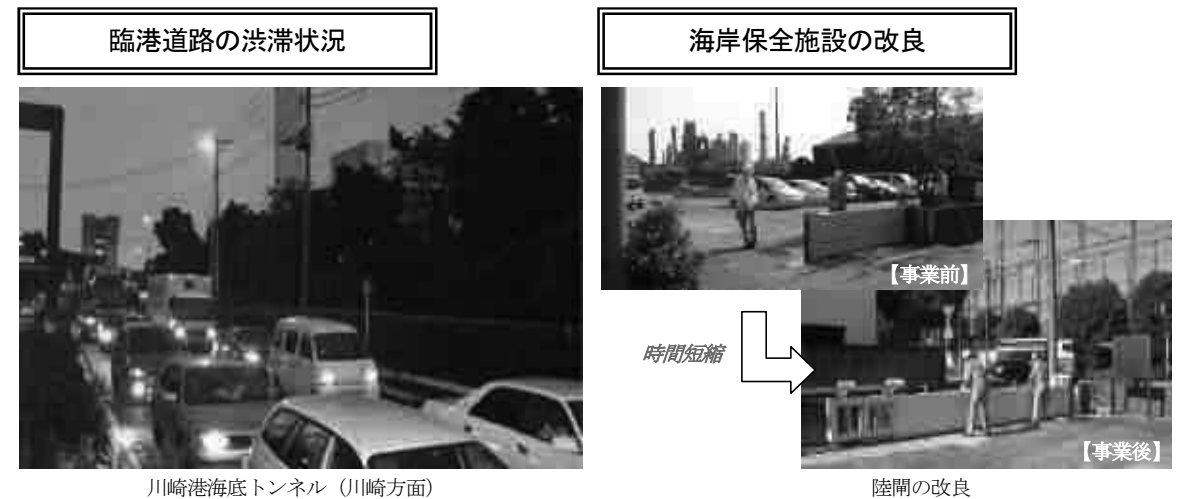 臨港道路の渋滞状況
海岸保全施設の改良
【事業前】
時間短縮
【事業後】
川崎港海底トンネル（川崎方面）
陸閘の改良